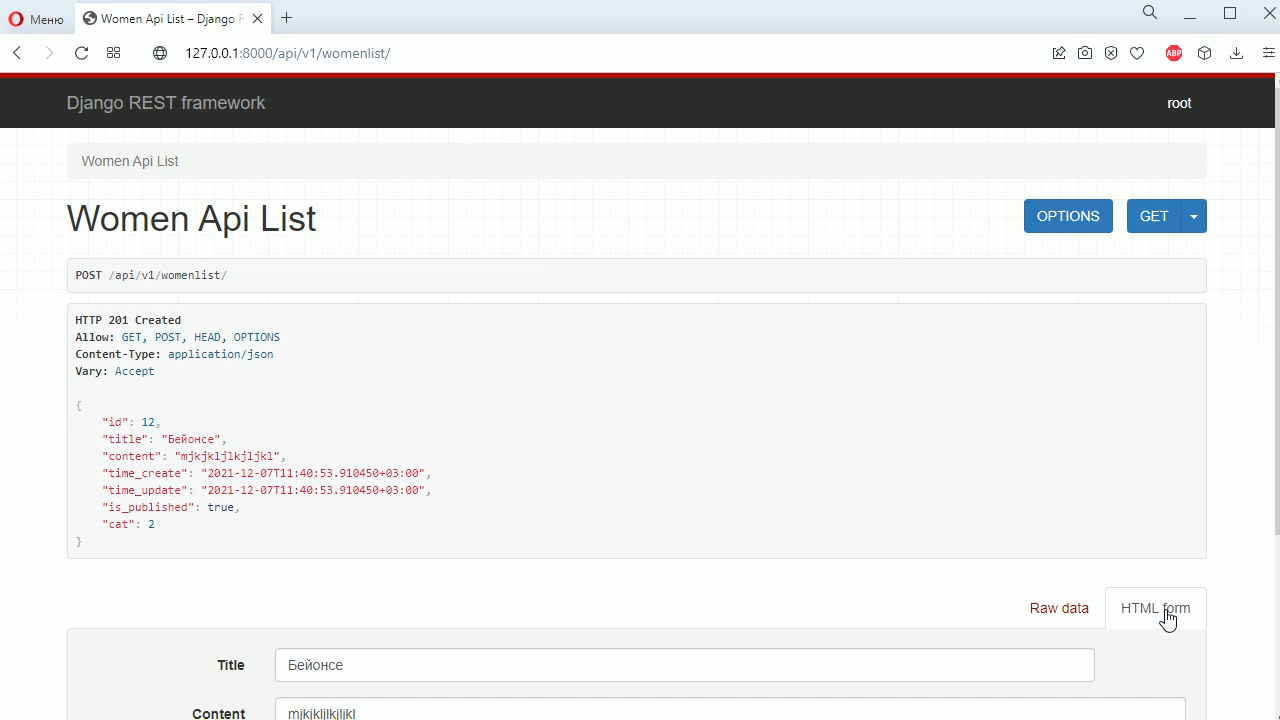 Меню
Women Api List – Django F
127.0.0.1:8000/api/v1/womenlist/
ABP
Django REST framework
root
Women Api List
Women Api List
OPTIONS
GET
POST /api/v1/womenlist/
HTTP 201 Created
Allow: GET, POST, HEAD, OPTIONS
Content-Type: application/json
Vary: Accept
{
"id": 12,
"title": "Бейонсе",
"content": "mjkjkljlkjljkl",
"time_create": "2021-12-07T11:40:53.910450+03:00",
"time_update": "2021-12-07T11:40:53.910450+03:00",
"is_published": true,
"cat": 2
}
Raw data
HTML form
Title
Бейонсе
Content
mjkjkljlkjljkl